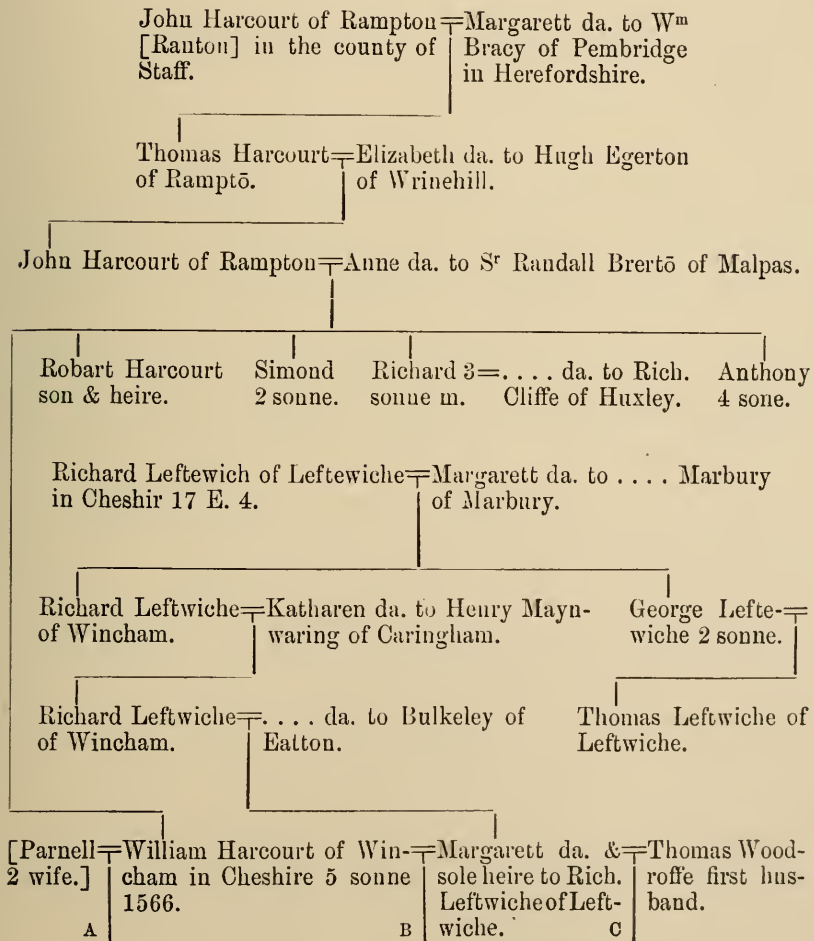 John Harcourt of Rampton=Margarett da. to Wm
[Ranton] in the county of Bracy of Pembridge
Staff. in Herefordshire.
Thomas Harcourt=Elizabeth da. to Hugh Egerton
of Ramptō. of Wrinehill.
John Harcourt of Rampton=Anne da. to Sr Randall Brertō of Malpas.
Robart Harcourt Simond Richard 3=. . . . da. to Rich. Anthony
son & heire. 2 sonne. sonne m. Cliffe of Huxley. 4 sone.
Richard Leftewich of Leftewiche=Margarett da. to . . . . Marbury
in Cheshir 17 E. 4. of Marbury.
Richard Leftwiche=Katharen da. to Henry Mayn- George Lefte-=
of Wincham. waring of Caringham. wiche 2 sonne.
Richard Leftwiche=. . . . da. to Bulkeley of Thomas Leftwiche of
of Wincham. Eatton. Leftwiche.
[Parnell=William Harcourt of Win-=Margarett da. &=Thomas Wood-
2 wife.] cham in Cheshire 5 sonne sole heire to Rich. roffe first hus-
1566. Leftwiche of Left- band.
A B wiche. C